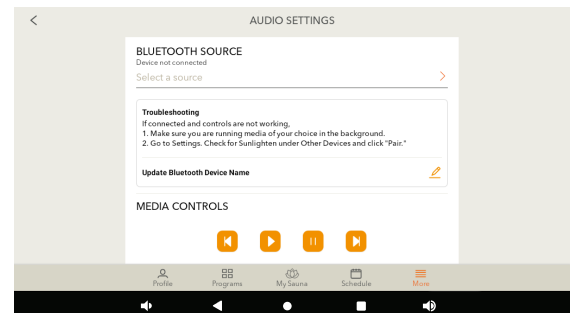 AUDIO SETTINGS
BLUETOOTH SOURCE
Device not connected
Select a source
Troubleshooting
If connected and controls are not working,
1. Make sure you are running media of your choice in the background.
2. Go to Settings. Check for Sunlighten under Other Devices and click "Pair."
Update Bluetooth Device Name
MEDIA CONTROLS
Profile
Programs
My Sauna
Schedule
More